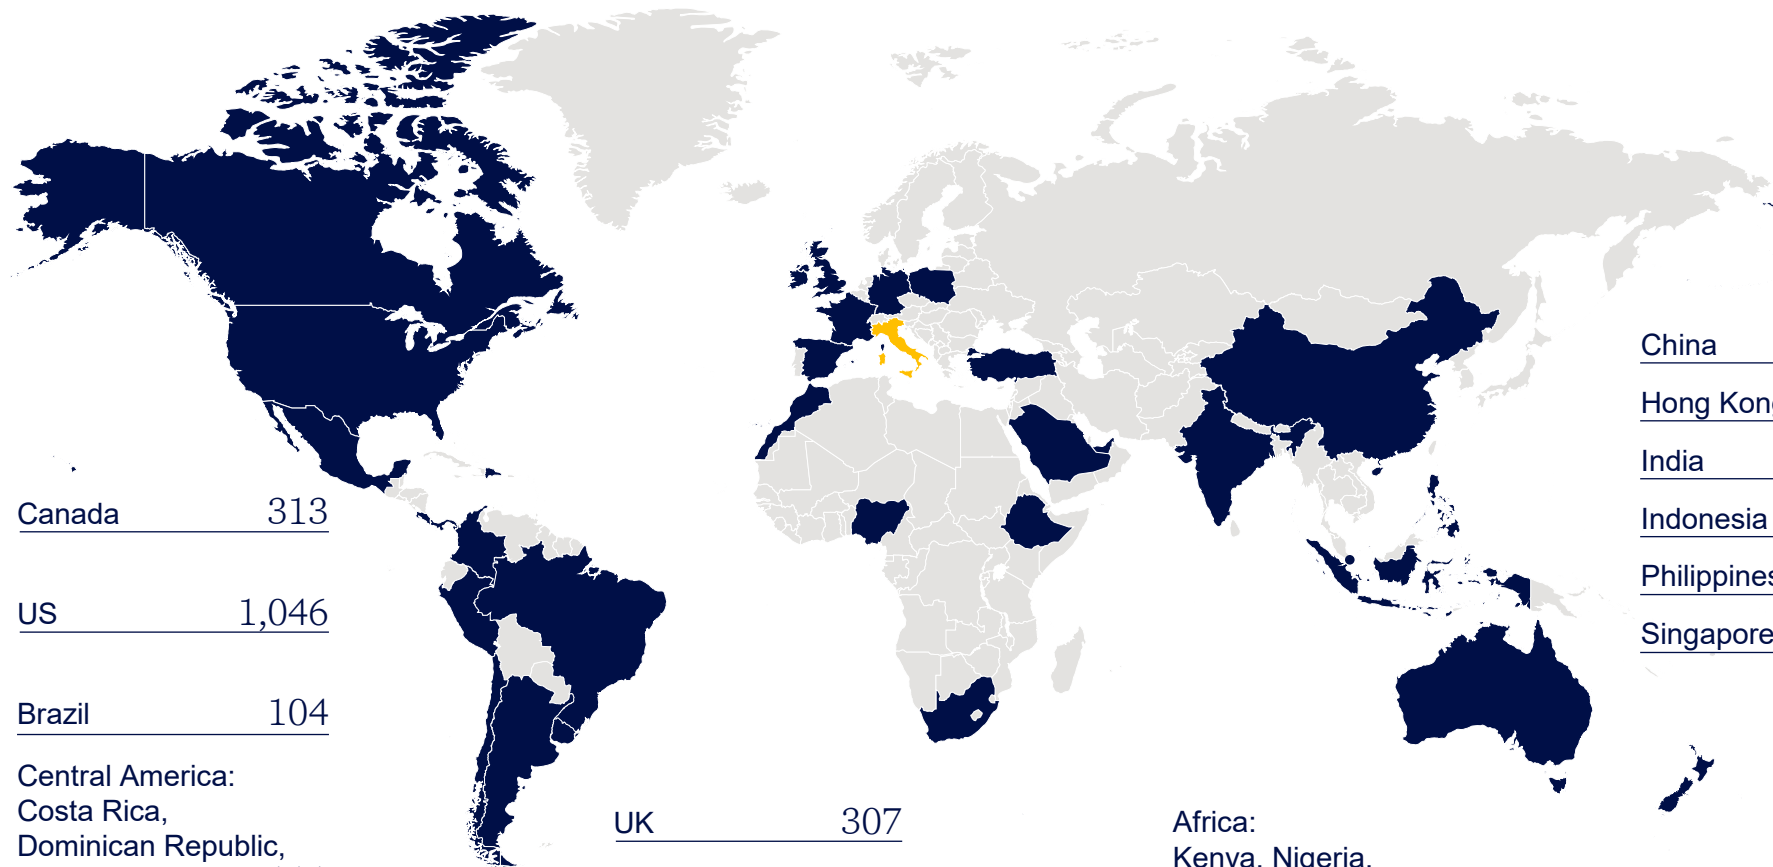 Canada 313
US 1,046
Brazil 104
Central America:
Costa Rica,
Dominican Republic,
UK 307
Africa:
Kenya, Nigeria,
China
Hong Kon
India
Indonesia
Philippines
Singapore